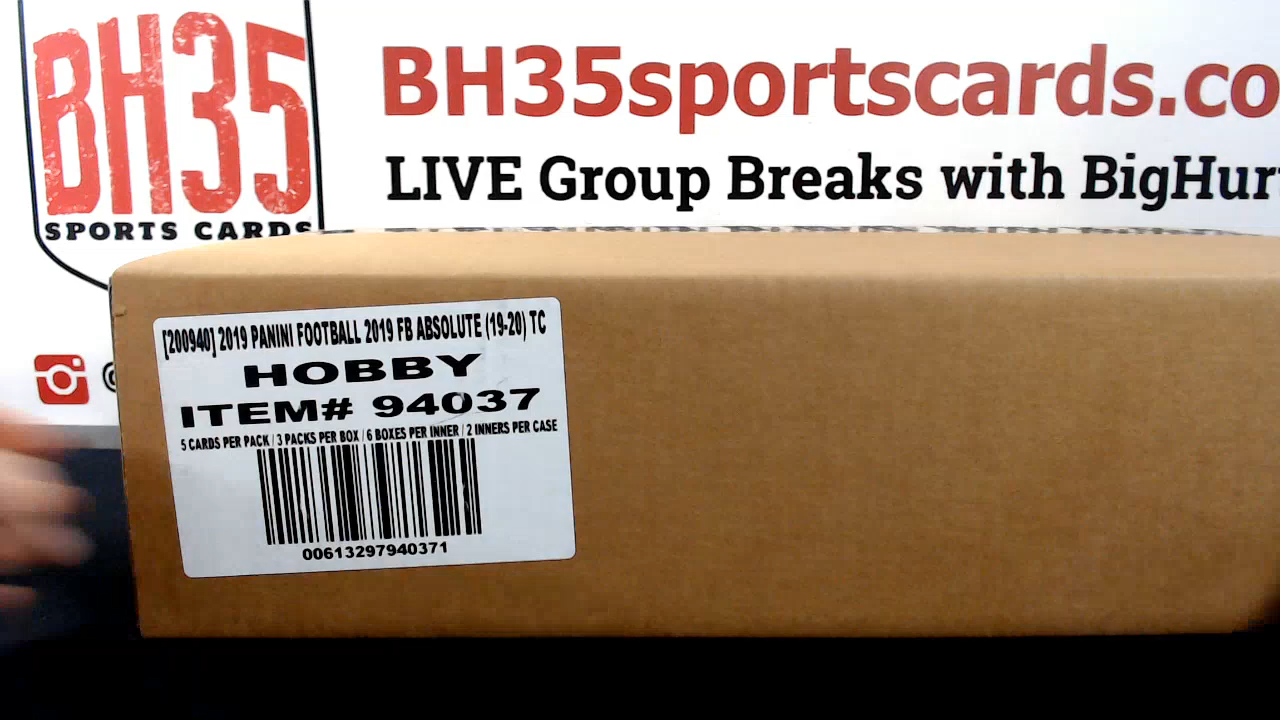 BH35
SPORTS CARDS
BH35sportscards.co
LIVE Group Breaks with BigHur
@
[200940] 2019 PANINI FOOTBALL 2019 FB ABSOLUTE (19-20) TC
HOBBY
ITEM# 94037
5 CARDS PER PACK / 3 PACKS PER BOX / 6 BOXES PER INNER / 2 INNERS PER CASE
00613297940371